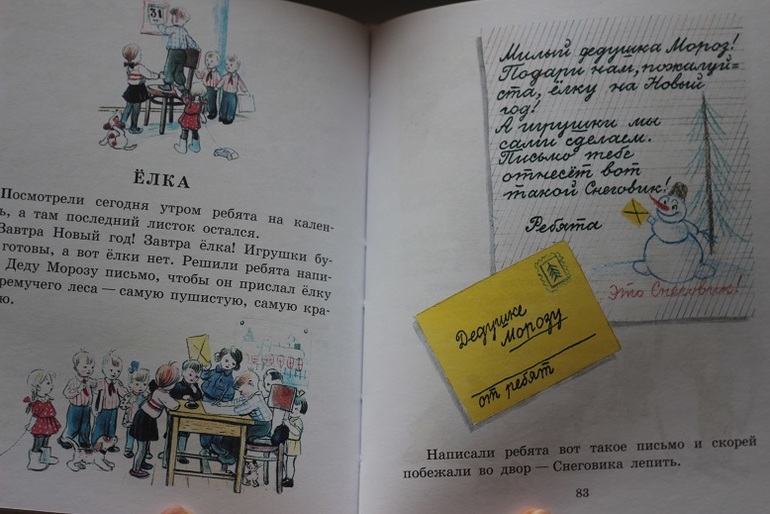 31
ЁЛКА
Посмотрели сегодня утром ребята на кален-
ь, а там последний листок остался.
Завтра Новый год! Завтра ёлка! Игрушки бу-
готовы, а вот ёлки нет. Решили ребята напи-
Деду Морозу письмо, чтобы он прислал ёлку
ремучего леса — самую пушистую, самую кра-
ю.
Милый дедушка Мороз!
Подари нам, пожалуй=
ста, ёлку на Новый
год!
А игрушки мы
сами сделаем.
Письмо тебе
отнесёт вот
такой Снеговик!
Ребята
Это Снеговик!
Дедушке
Морозу
от ребят
Написали ребята вот такое письмо и скорей
побежали во двор — Снеговика лепить.
83